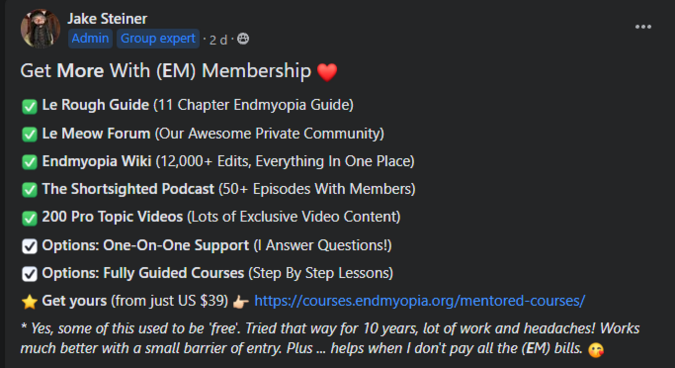 Jake Steiner
Admin Group expert · 2 d ·
Get More With (EM) Membership ❤️
✅ Le Rough Guide (11 Chapter Endmyopia Guide)
✅ Le Meow Forum (Our Awesome Private Community)
✅ Endmyopia Wiki (12,000+ Edits, Everything In One Place)
✅ The Shortsighted Podcast (50+ Episodes With Members)
✅ 200 Pro Topic Videos (Lots of Exclusive Video Content)
☑️ Options: One-On-One Support (I Answer Questions!)
☑️ Options: Fully Guided Courses (Step By Step Lessons)
⭐ Get yours (from just US $39) 👉🏻 https://courses.endmyopia.org/mentored-courses/
* Yes, some of this used to be 'free'. Tried that way for 10 years, lot of work and headaches! Works
much better with a small barrier of entry. Plus ... helps when I don't pay all the (EM) bills. 😘